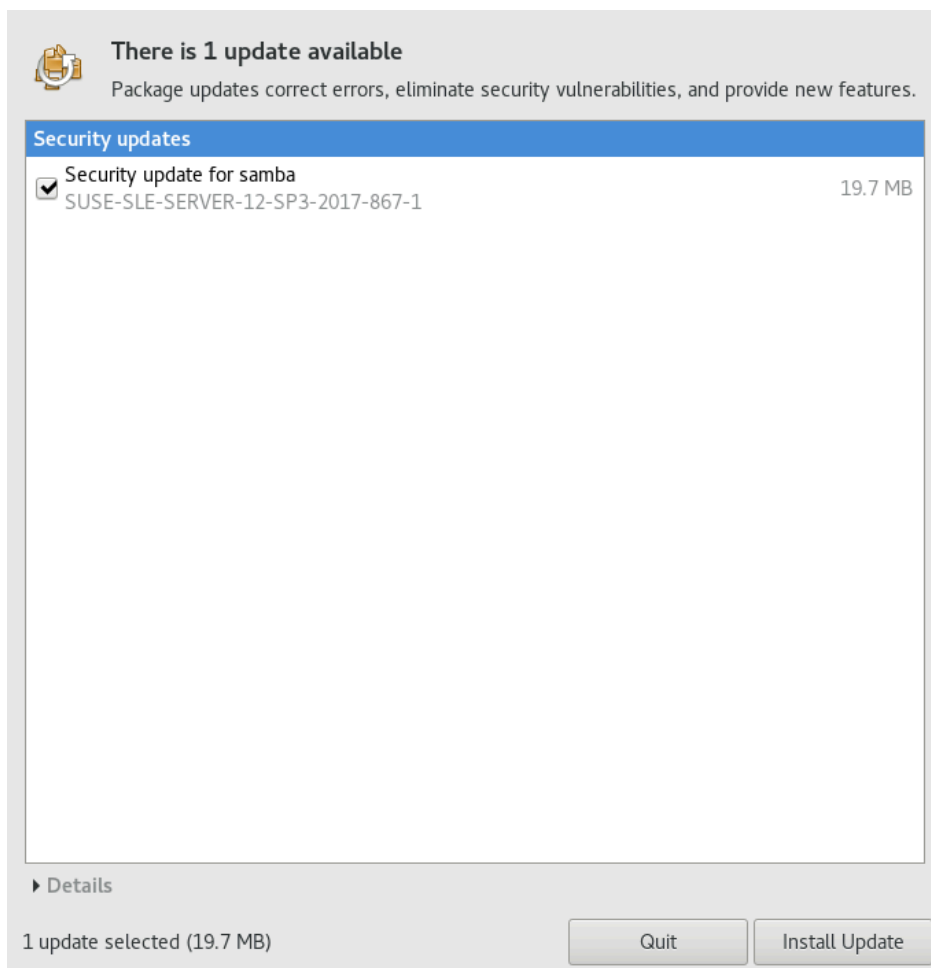 There is 1 update available
Package updates correct errors, eliminate security vulnerabilities, and provide new features.
Security updates
Security update for samba
SUSE-SLE-SERVER-12-SP3-2017-867-1
19.7 MB
Details
1 update selected (19.7 MB)
Quit
Install Update